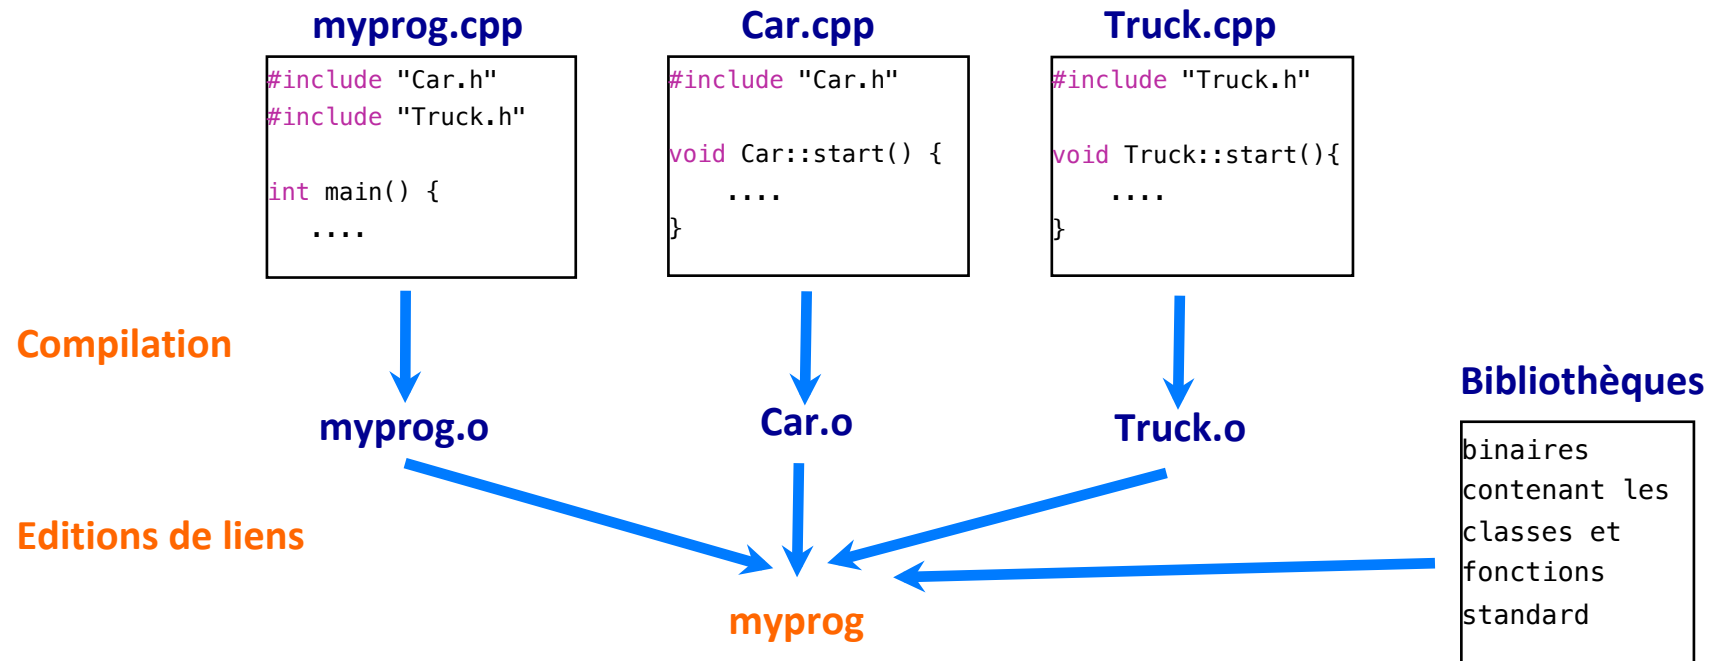 myprog.cpp
#include "Car.h"
#include "Truck.h"
int main() {
....
Car.cpp
#include "Car.h"
void Car::start() {
....
}
Truck.cpp
#include "Truck.h"
void Truck::start(){
....
}
Compilation
myprog.o
Car.o
Truck.o
Bibliothèques
binaires
contenant les
classes et
fonctions
standard
Editions de liens
myprog